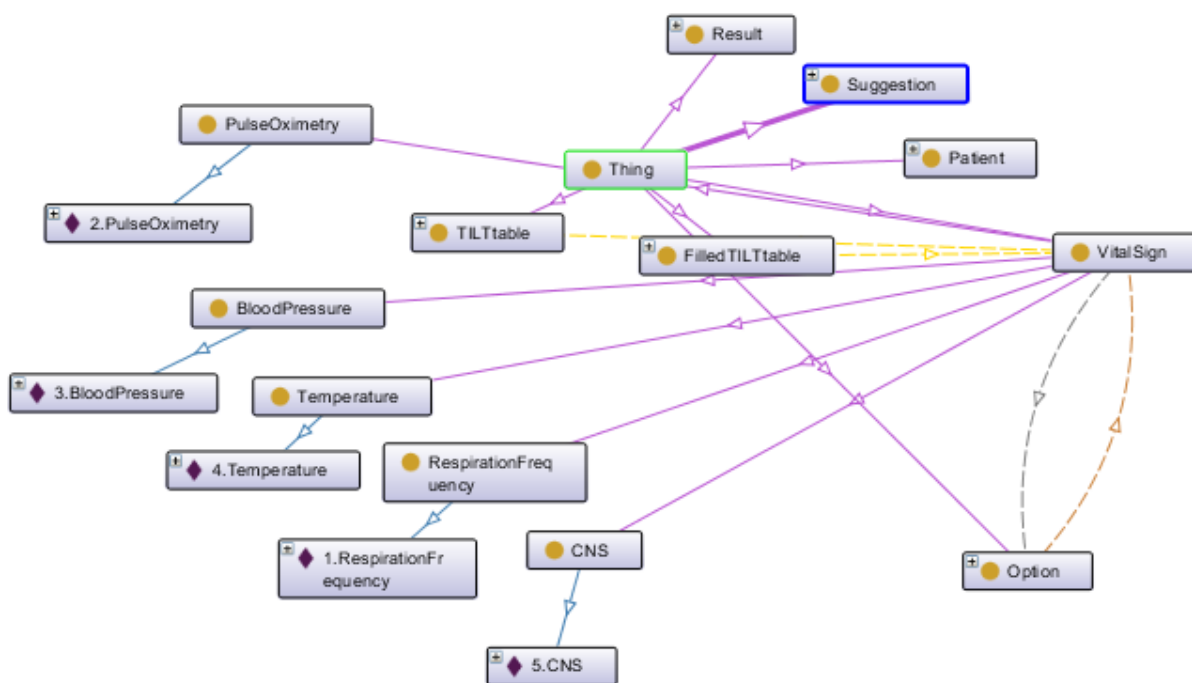 Result
Suggestion
PulseOximetry
Thing
Patient
2.PulseOximetry
TILTtable
FilledTILTtable
VitalSign
BloodPressure
3.BloodPressure
Temperature
4.Temperature
RespirationFreq
uency
1.RespirationFr
equency
CNS
Option
5.CNS